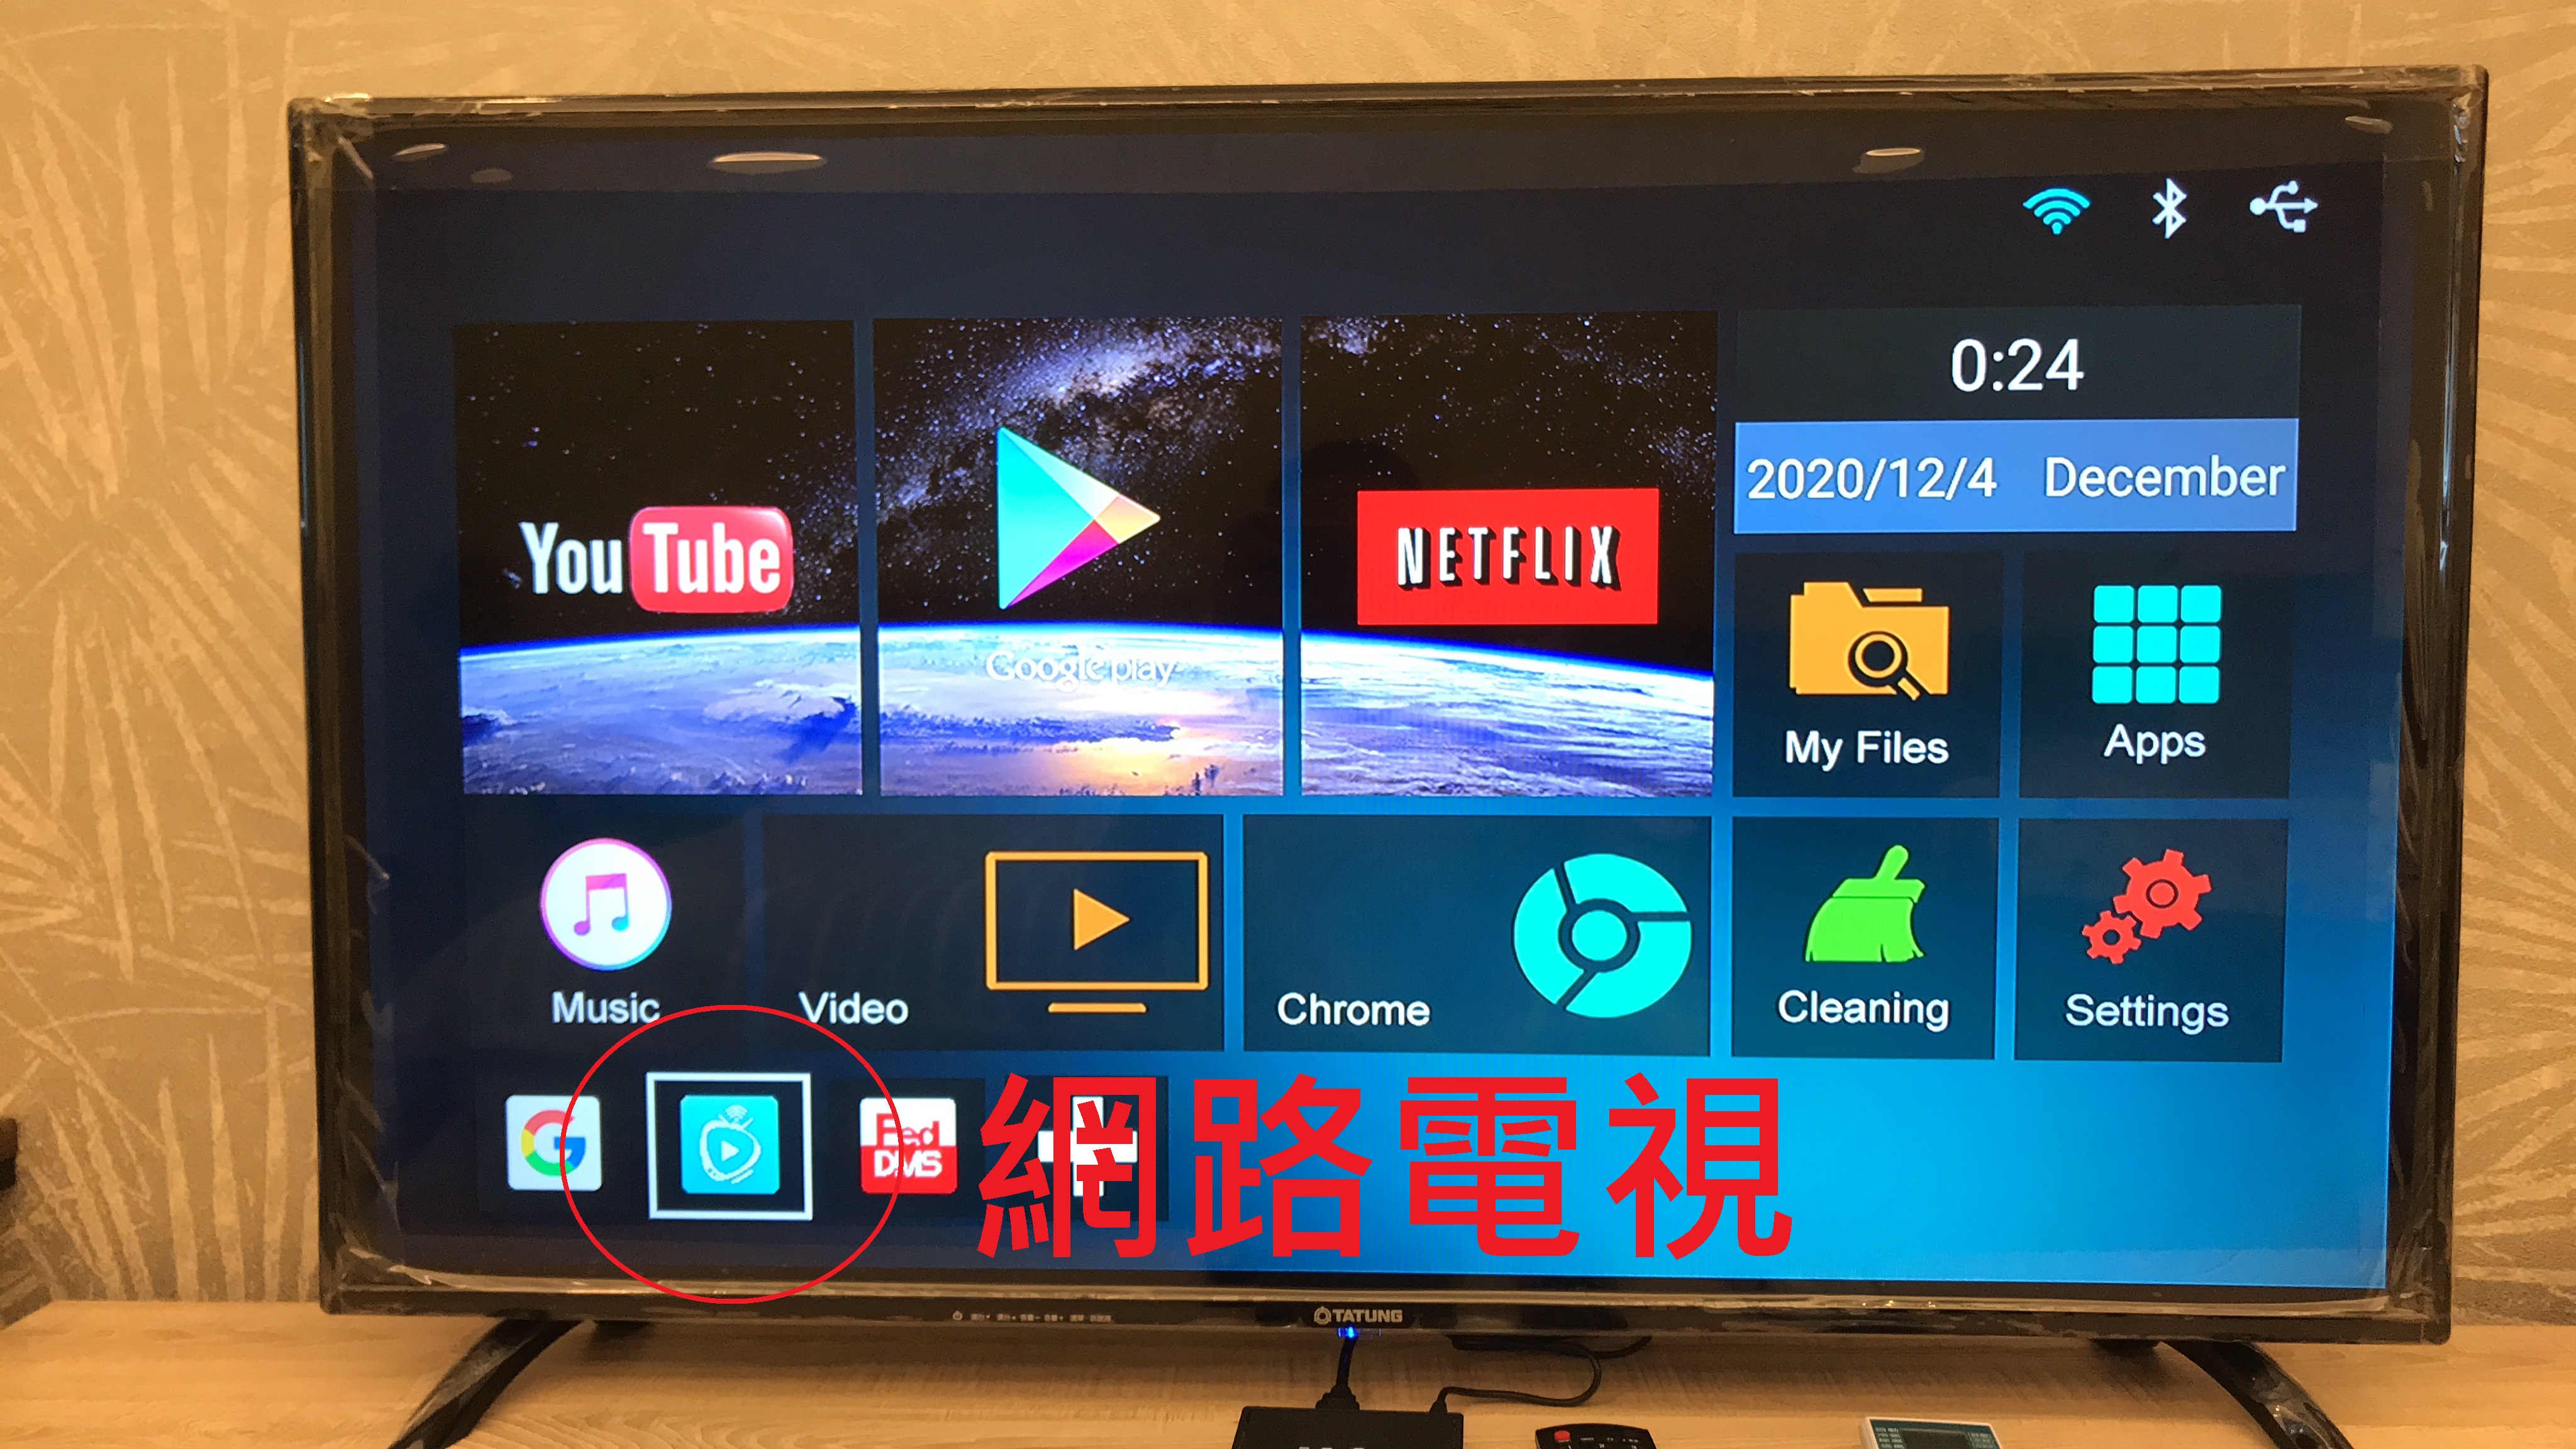 0:24
2020/12/4 December
YouTube
Google play
NETFLIX
My Files
Apps
Music
Video
Chrome
Cleaning
Settings
G
Fed
DMS
網路電視
TATUNG